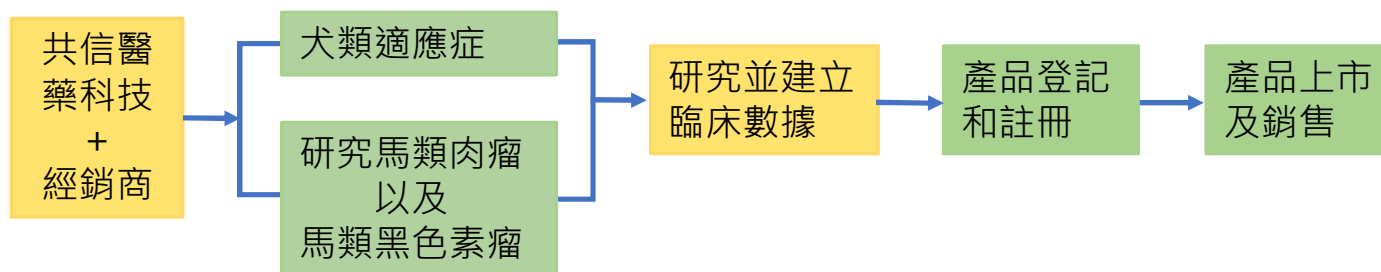 共信醫
藥科技
+
經銷商
犬類適應症
研究馬類肉瘤
以及
馬類黑色素瘤
研究並建立
臨床數據
產品登記
和註冊
產品上市
及銷售